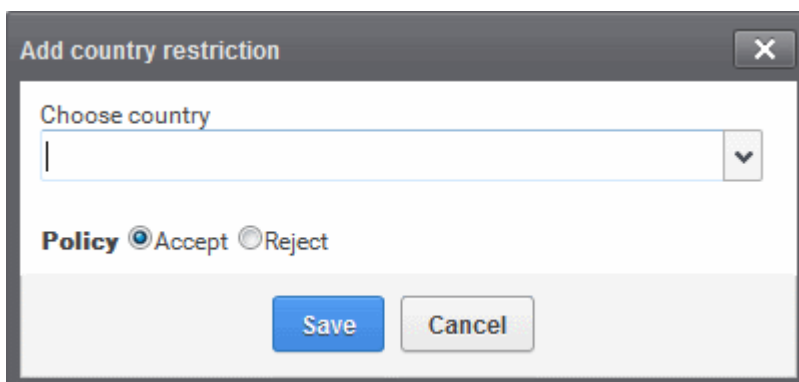 Add country restriction
Choose country
Policy Accept Reject
Save Cancel